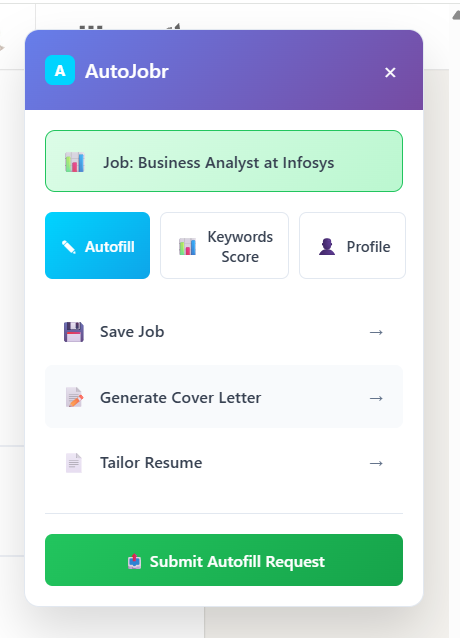 A AutoJobr ×
Job: Business Analyst at Infosys
Autofill
Keywords
Score
Profile
Save Job →
Generate Cover Letter →
Tailor Resume →
Submit Autofill Request